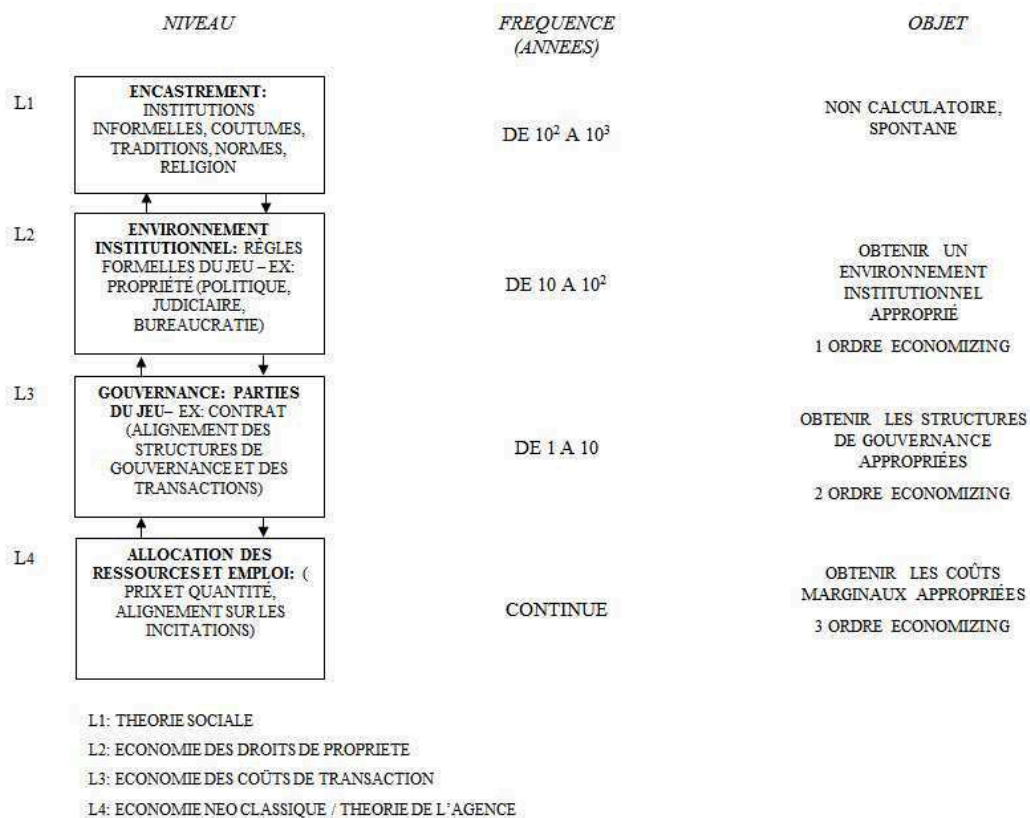 NIVEAU
FREQUENCE
(ANNEES)
OBJET
L1
ENCASTREMENT:
INSTITUTIONS
INFORMELLES, COUTUMES,
TRADITIONS, NORMES,
RELIGION
DE 10² A 10³
NON CALCULATOIRE,
SPONTANE
L2
ENVIRONNEMENT
INSTITUTIONNEL: RÈGLES
FORMELLES DU JEU – EX:
PROPRIÉTÉ (POLITIQUE,
JUDICIAIRE,
BUREAUCRATIE)
DE 10 A 10²
OBTENIR UN
ENVIRONNEMENT
INSTITUTIONNEL
APPROPRIÉ
1 ORDRE ECONOMIZING
L3
GOUVERNANCE: PARTIES
DU JEU– EX: CONTRAT
(ALIGNEMENT DES
STRUCTURES DE
GOUVERNANCE ET DES
TRANSACTIONS)
DE 1 A 10
OBTENIR LES STRUCTURES
DE GOUVERNANCE
APPROPRIÉES
2 ORDRE ECONOMIZING
L4
ALLOCATION DES
RESSOURCES ET EMPLOI: (
PRIX ET QUANTITÉ,
ALIGNEMENT SUR LES
INCITATIONS)
CONTINUE
OBTENIR LES COÛTS
MARGINAUX APPROPRIÉES
3 ORDRE ECONOMIZING
L1: THEORIE SOCIALE
L2: ECONOMIE DES DROITS DE PROPRIETE
L3: ECONOMIE DES COÛTS DE TRANSACTION
L4: ECONOMIE NEO CLASSIQUE / THEORIE DE L'AGENCE